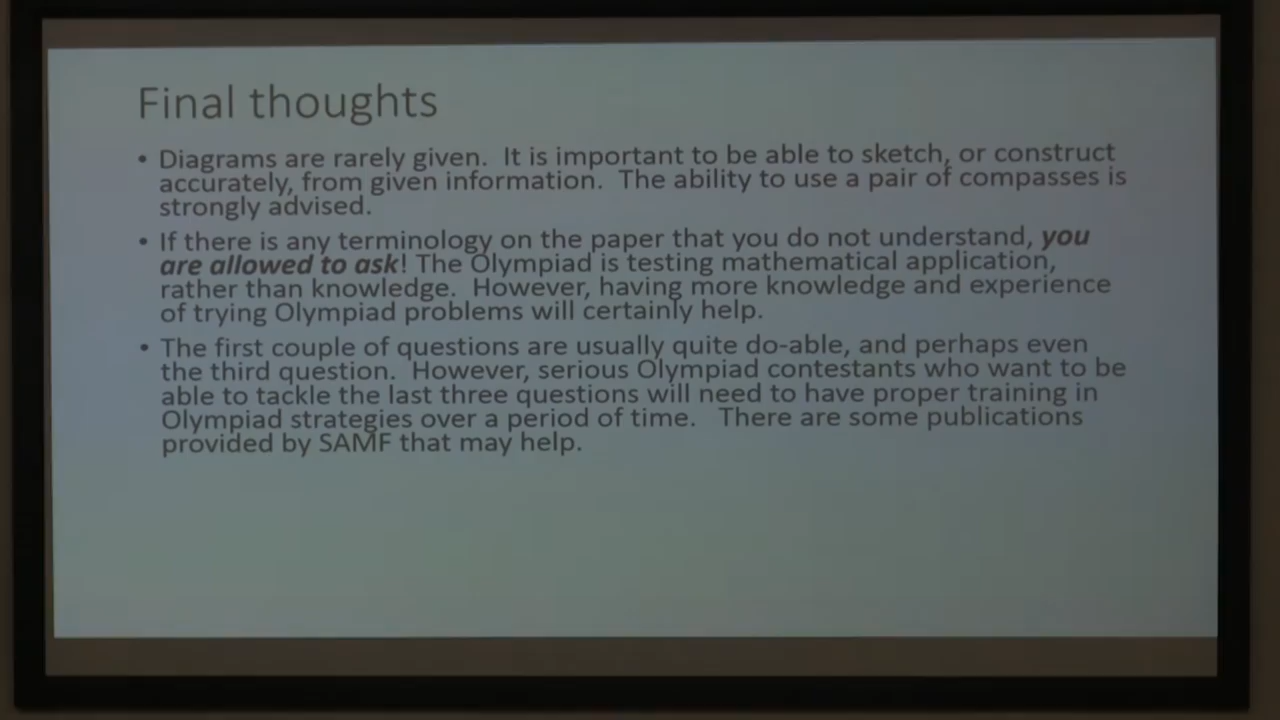 Final thoughts
• Diagrams are rarely given. It is important to be able to sketch, or construct
accurately, from given information. The ability to use a pair of compasses is
strongly advised.
• If there is any terminology on the paper that you do not understand, you
are allowed to ask! The Olympiad is testing mathematical application,
rather than knowledge. However, having more knowledge and experience
of trying Olympiad problems will certainly help.
• The first couple of questions are usually quite do-able, and perhaps even
the third question. However, serious Olympiad contestants who want to be
able to tackle the last three questions will need to have proper training in
Olympiad strategies over a period of time. There are some publications
provided by SAMF that may help.